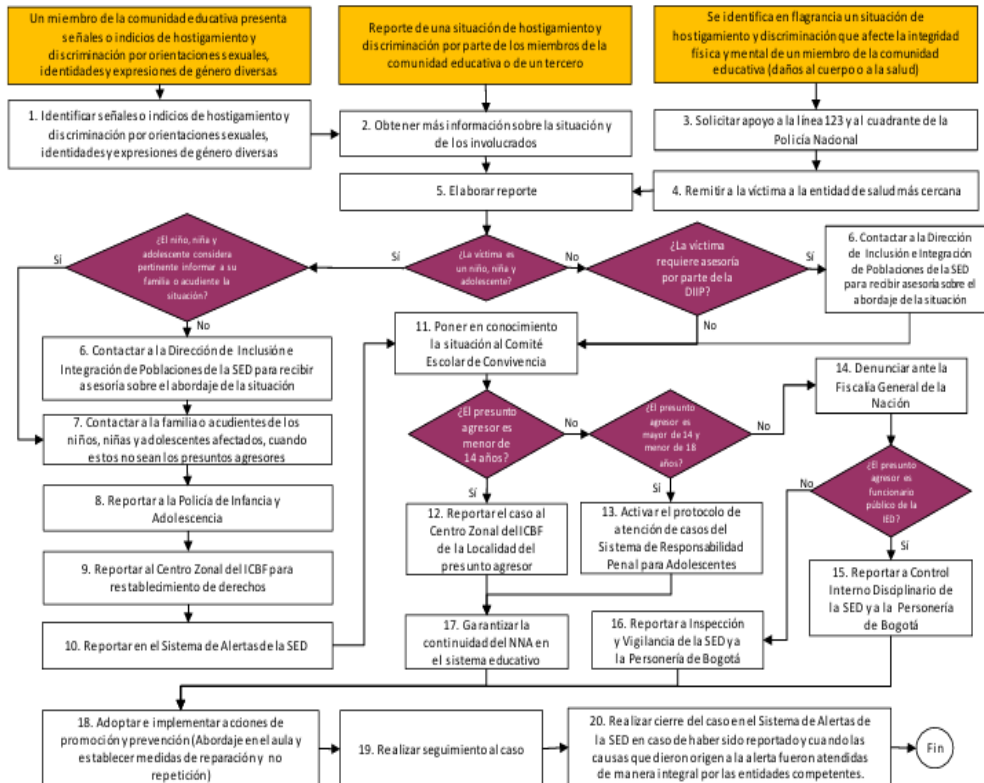 Un miembro de la comunidad educativa presenta
señales o indicios de hostigamiento y
discriminación por orientaciones sexuales,
identidades y expresiones de género diversas
Reporte de una situación de hostigamiento y
discriminación por parte de los miembros de la
comunidad educativa o de un tercero
Se identifica en flagrancia un situación de
hostigamiento y discriminación que afecte la integridad
física y mental de un miembro de la comunidad
educativa (daños al cuerpo o a la salud)
1. Identificar señales o indicios de hostigamiento y
discriminación por orientaciones sexuales,
identidades y expresiones de género diversas
2. Obtener más información sobre la situación y
de los involucrados
3. Solicitar apoyo a la línea 123 y al cuadrante de la
Policía Nacional
5. Elaborar reporte
4. Remitir a la víctima a la entidad de salud más cercana
¿El niño, niña y
adolescente considera
pertinente informar a su
familia o acudiente la
situación?
Sí
No
¿La víctima es
un niño, niña y
adolescente?
Sí
No
¿La víctima
requiere asesoría
por parte de la
DIIP?
Sí
No
6. Contactar a la Dirección
de Inclusión e Integración
de Poblaciones de la SED
para recibir asesoría sobre el
abordaje de la situación
6. Contactar a la Dirección de Inclusión e
Integración de Poblaciones de la SED para recibir
asesoría sobre el abordaje de la situación
11. Poner en conocimiento
la situación al Comité
Escolar de Convivencia
7. Contactar a la familia o acudientes de los
niños, niñas y adolescentes afectados, cuando
estos no sean los presuntos agresores
¿El presunto
agresor es
menor de
14 años?
No
Sí
¿El presunto
agresor es
mayor de 14 y
menor de 18
años?
No
Sí
14. Denunciar ante la
Fiscalía General de la
Nación
8. Reportar a la Policía de Infancia y
Adolescencia
¿El presunto
agresor es
funcionario
público de la
IED?
No
Sí
12. Reportar el caso al
Centro Zonal del ICBF
de la Localidad del
presunto agresor
13. Activar el protocolo de
atención de casos del
Sistema de Responsabilidad
Penal para Adolescentes
9. Reportar al Centro Zonal del ICBF para
restablecimiento de derechos
15. Reportar a Control
Interno Disciplinario de
la SED y a la Personería
de Bogotá
10. Reportar en el Sistema de Alertas de la SED
17. Garantizar la
continuidad del NNA en
el sistema educativo
16. Reportar a Inspección
y Vigilancia de la SED y a
la Personería de Bogotá
18. Adoptar e implementar acciones de
promoción y prevención (Abordaje en el aula y
establecer medidas de reparación y no
repetición)
19. Realizar seguimiento al caso
20. Realizar cierre del caso en el Sistema de Alertas de
la SED en caso de haber sido reportado y cuando las
causas que dieron origen a la alerta fueron atendidas
de manera integral por las entidades competentes.
Fin